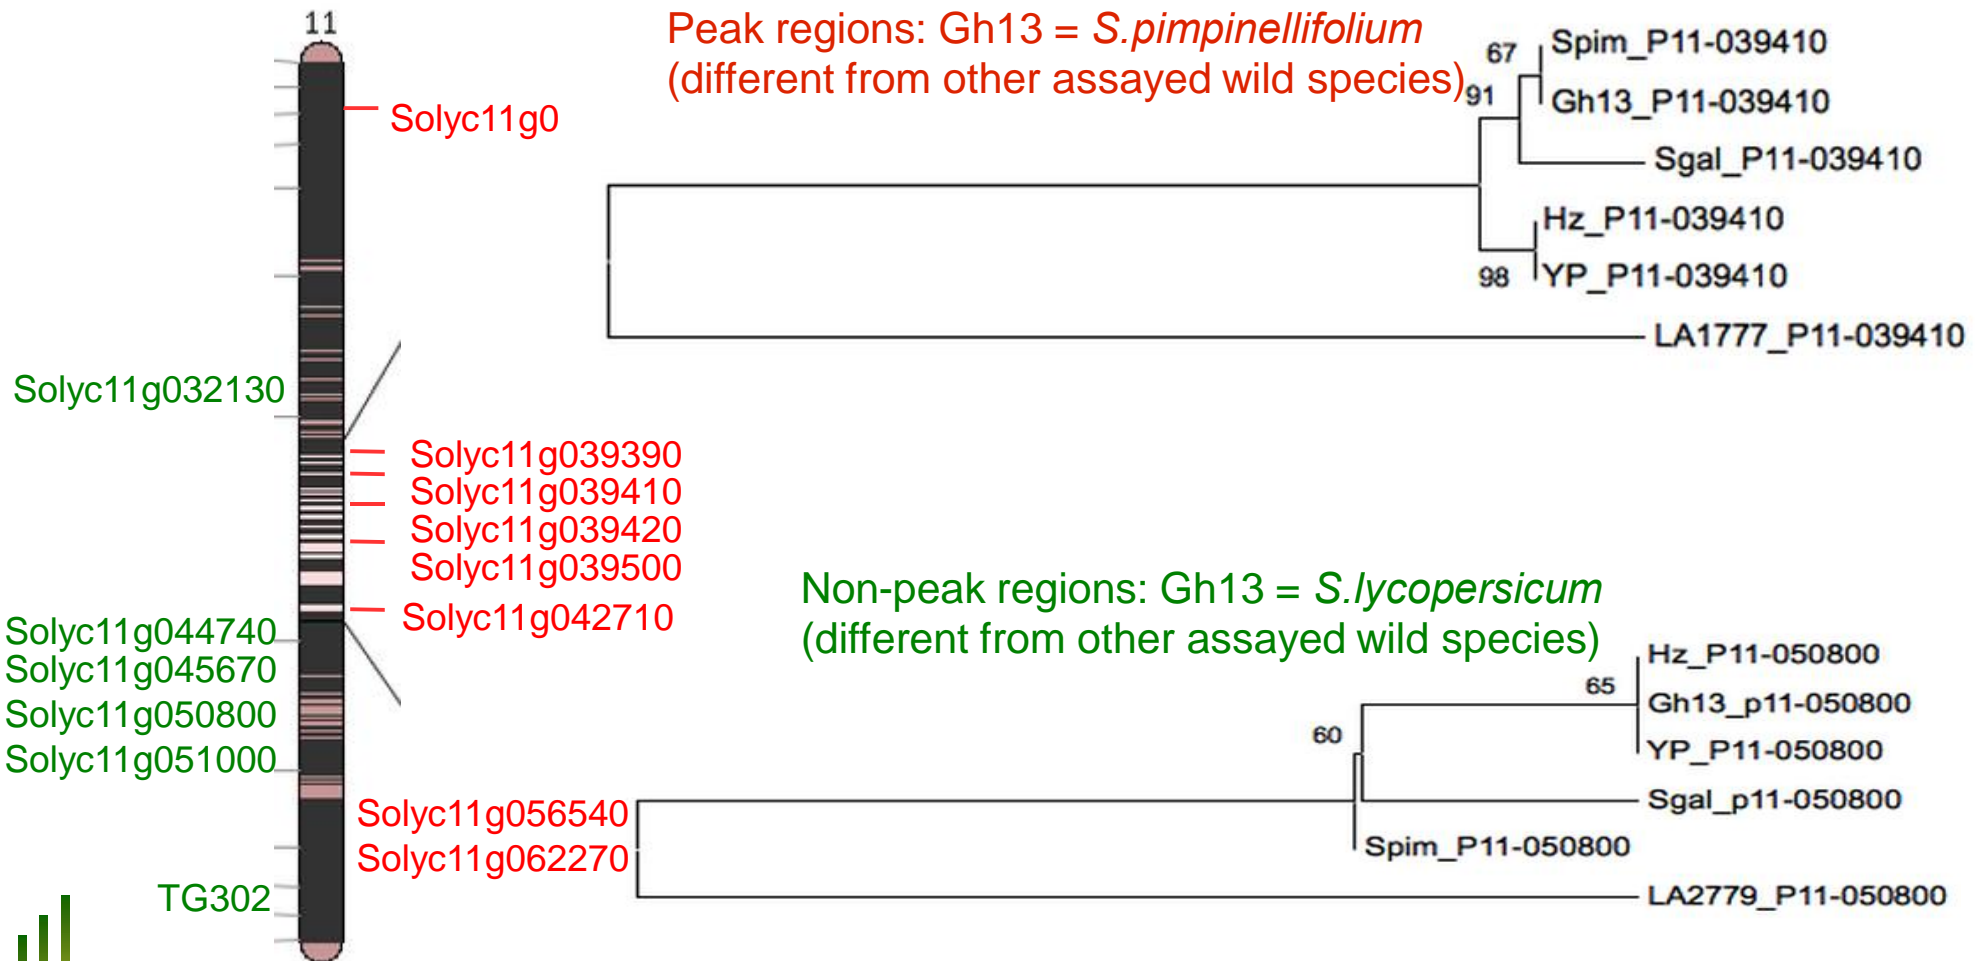 11
Peak regions: Gh13 = S.pimpinellifolium
(different from other assayed wild species)
67
Spim_P11-039410
91
Gh13_P11-039410
Solyc11g0
Sgal_P11-039410
Hz_P11-039410
98
YP_P11-039410
LA1777_P11-039410
Solyc11g032130
Solyc11g039390
Solyc11g039410
Solyc11g039420
Solyc11g039500
Solyc11g042710
Non-peak regions: Gh13 = S.lycopersicum
(different from other assayed wild species)
Solyc11g044740
Solyc11g045670
Solyc11g050800
Solyc11g051000
Hz_P11-050800
65
Gh13_p11-050800
60
YP_P11-050800
Sgal_p11-050800
Spim_P11-050800
LA2779_P11-050800
Solyc11g056540
Solyc11g062270
TG302